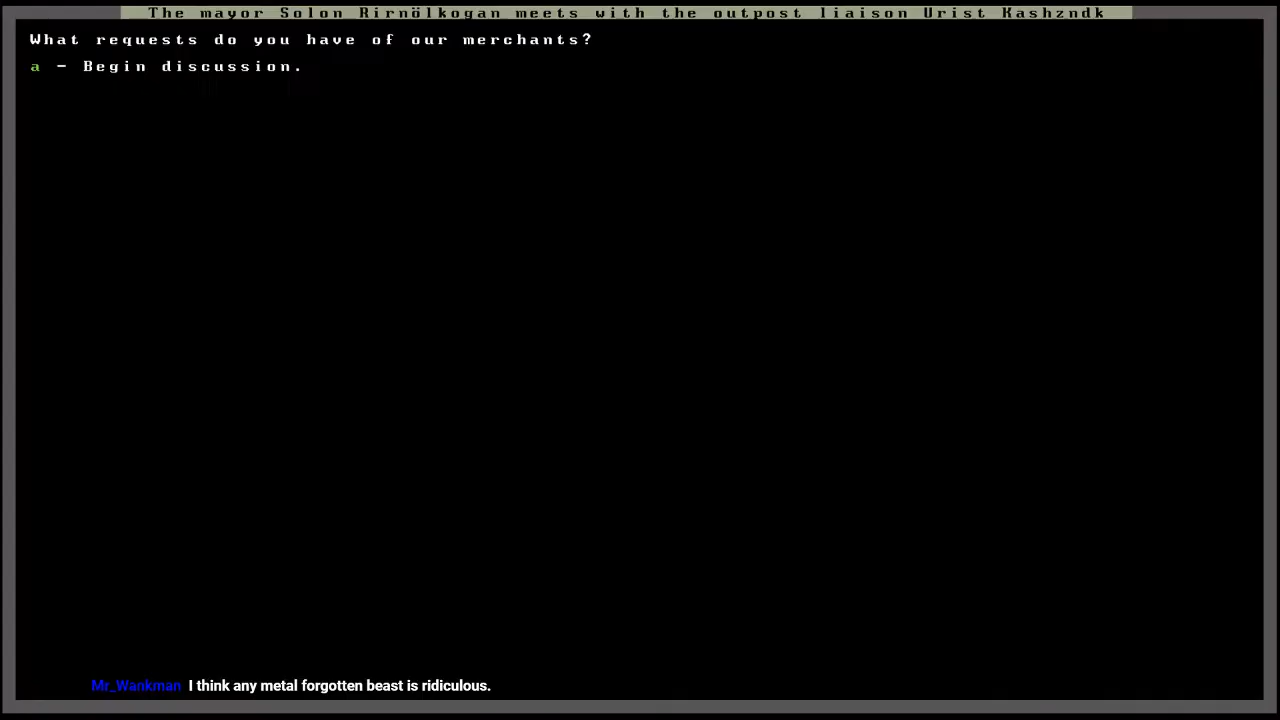 The mayor Solon Rirnölkogan meets with the outpost liaison Urist Kashzndk
What requests do you have of our merchants?
a - Begin discussion.
Mr_Wankman I think any metal forgotten beast is ridiculous.